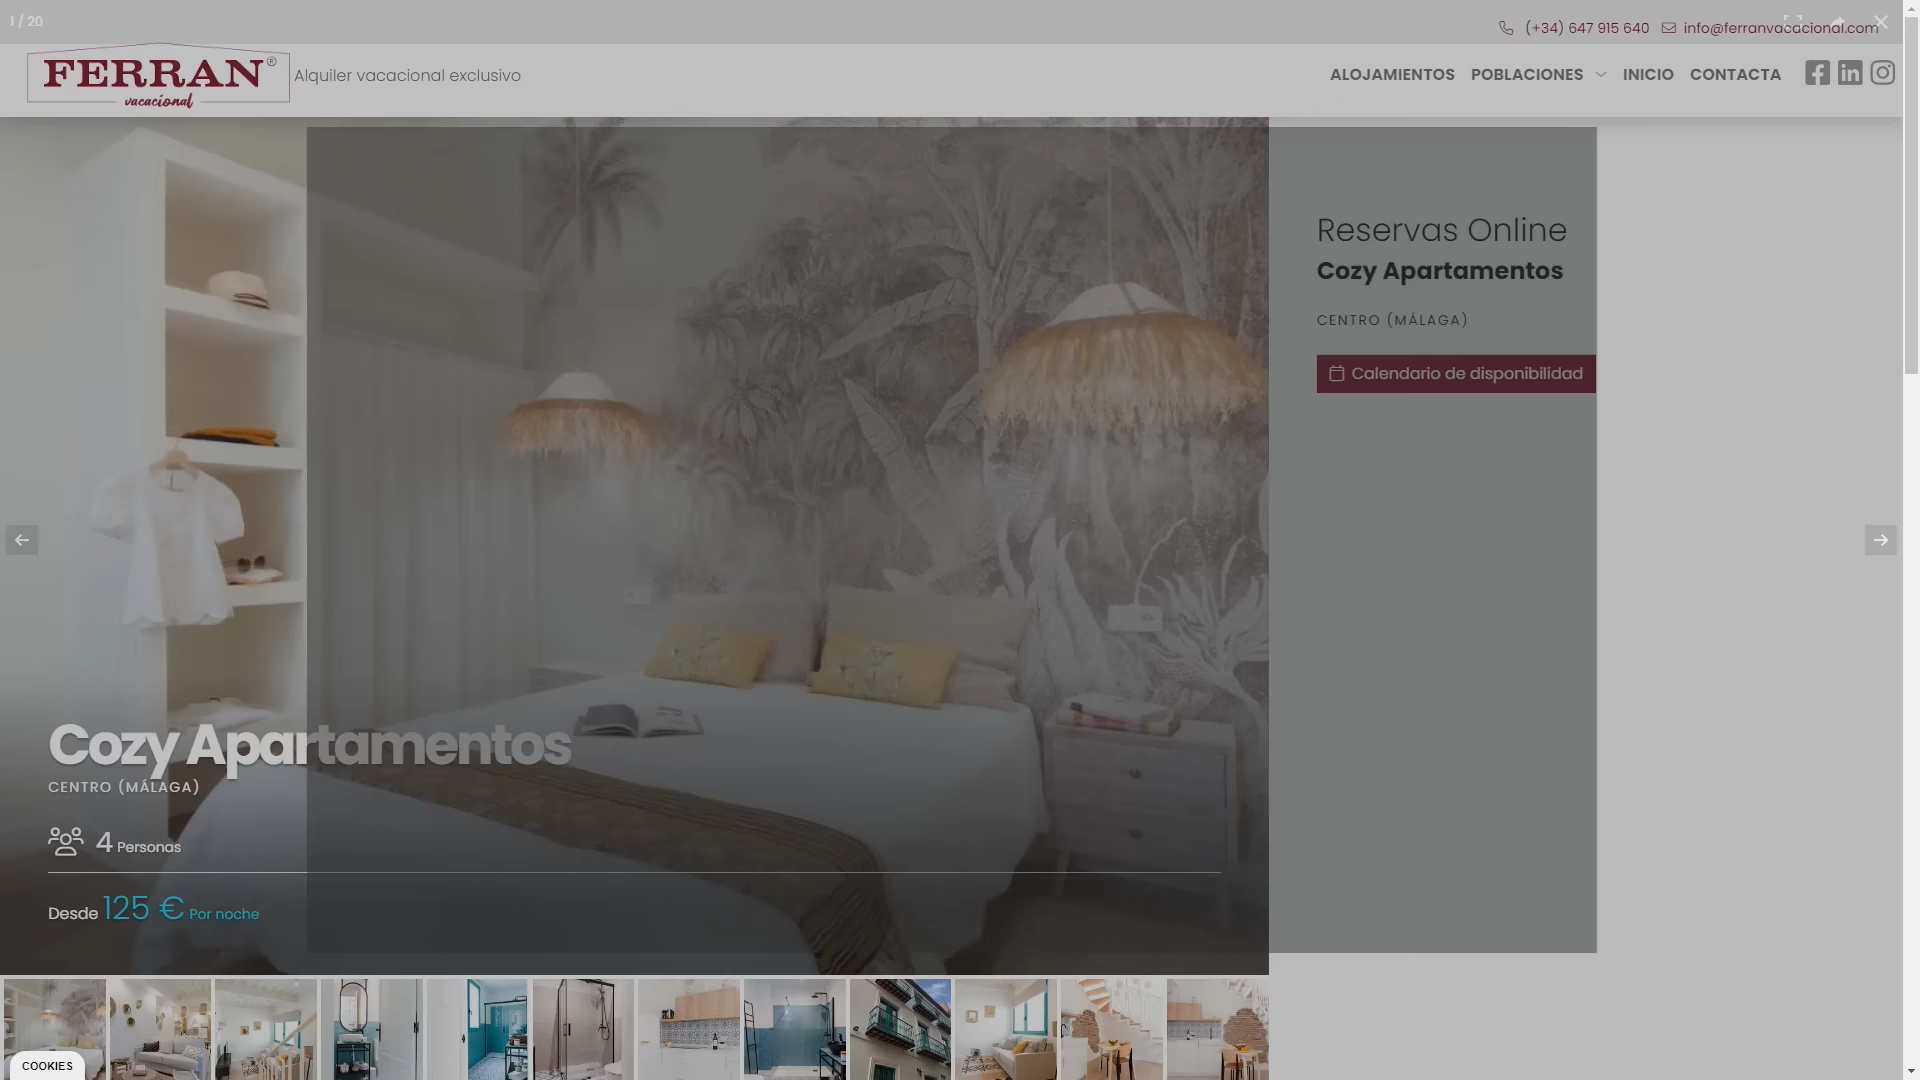 1 / 20
(+34) 647 915 640 info@ferranvacacional.com
FERRAN®
vacacional
Alquiler vacacional exclusivo
ALOJAMIENTOS POBLACIONES INICIO CONTACTA
Reservas Online
Cozy Apartamentos
CENTRO (MÁLAGA)
Calendario de disponibilidad
Cozy Apartamentos
CENTRO (MÁLAGA)
4 Personas
Desde 125 € Por noche
COOKIES